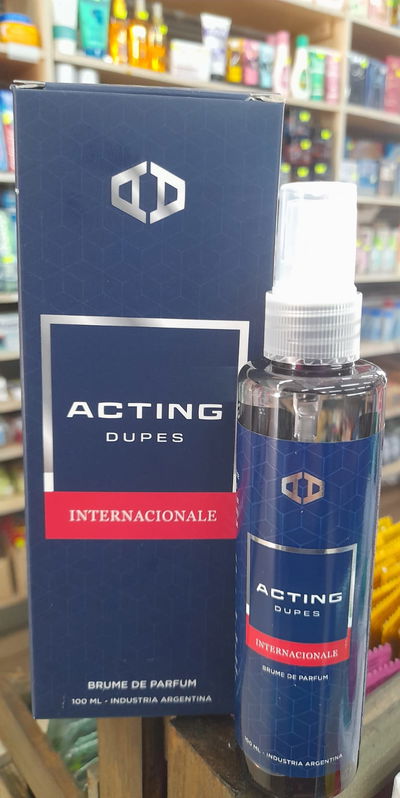 ACTING
DUPES
INTERNACIONALE
BRUME DE PARFUM
100 ML - INDUSTRIA ARGENTINA
ACTING
DUPES
INTERNACIONALE
BRUME DE PARFUM
100 ML - INDUSTRIA ARGENTINA